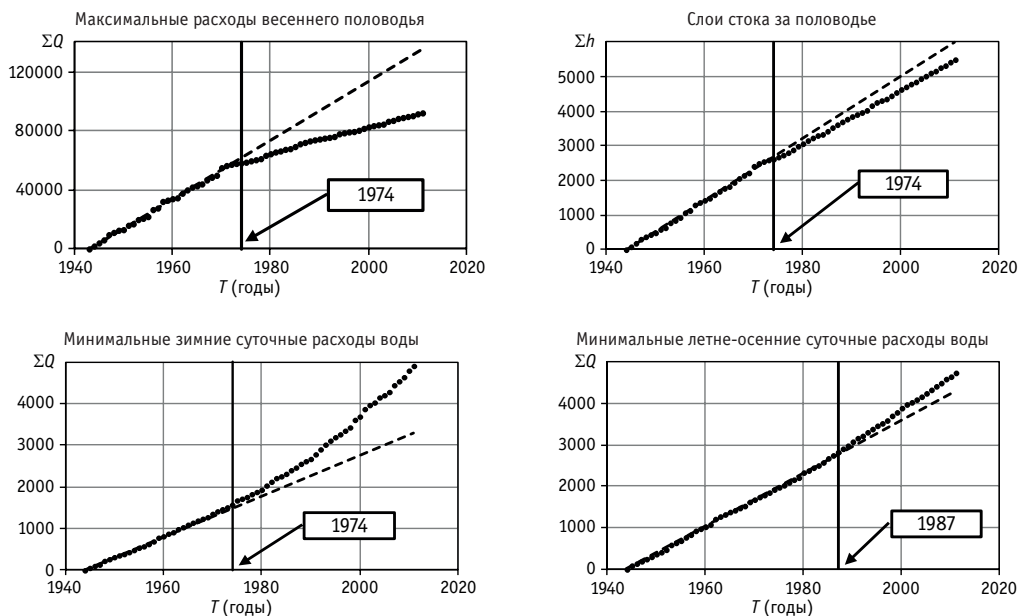 Максимальные расходы весеннего половодья
ΣQ
120000
80000
40000
0
1974
1940 1960 1980 2000 2020
T (годы)
Слои стока за половодье
Σh
5000
4000
3000
2000
1000
0
1974
1940 1960 1980 2000 2020
T (годы)
Минимальные зимние суточные расходы воды
ΣQ
4000
3000
2000
1000
0
1974
1940 1960 1980 2000 2020
T (годы)
Минимальные летне-осенние суточные расходы воды
ΣQ
4000
3000
2000
1000
0
1987
1940 1960 1980 2000 2020
T (годы)